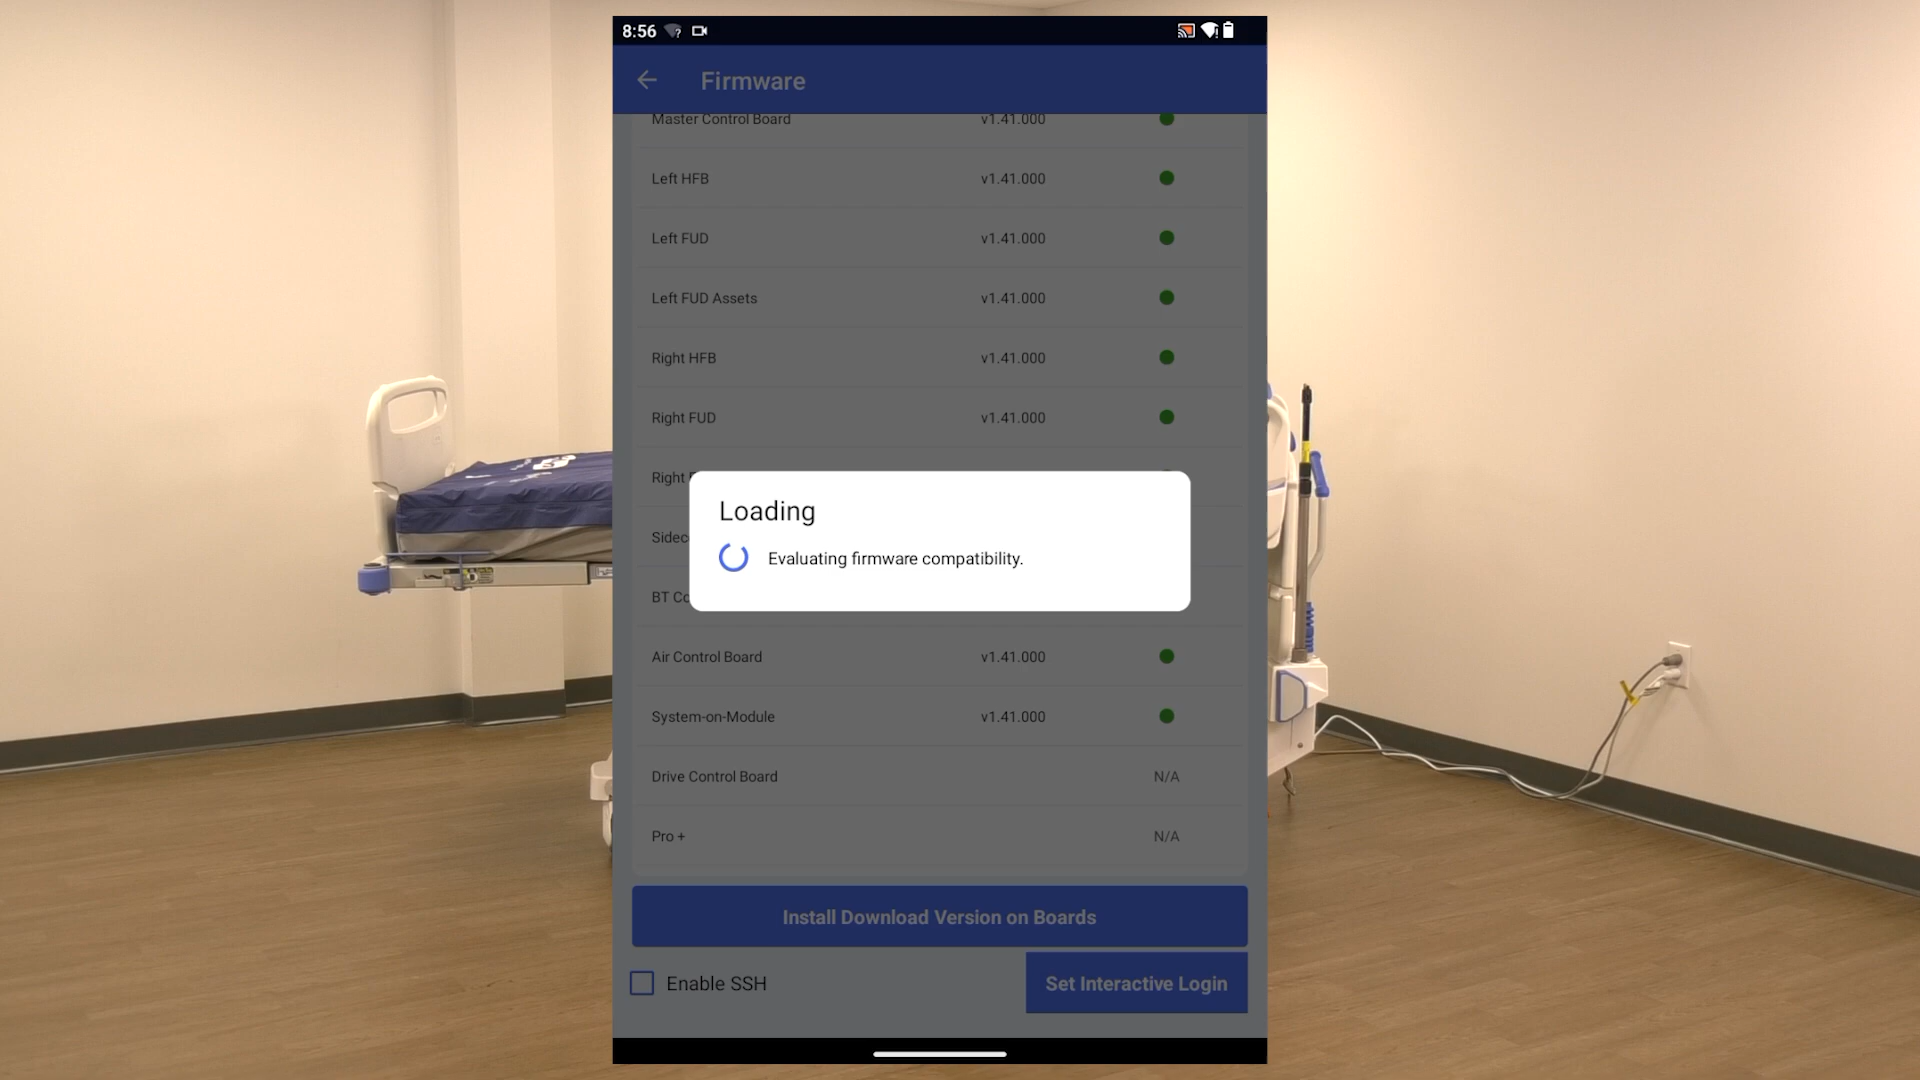 8:56
Firmware
Master Control Board v1.41.000
Left HFB v1.41.000
Left FUD v1.41.000
Left FUD Assets v1.41.000
Right HFB v1.41.000
Right FUD v1.41.000
Right
Loading
Evaluating firmware compatibility.
Air Control Board v1.41.000
System-on-Module v1.41.000
Drive Control Board N/A
Pro + N/A
Install Download Version on Boards
Enable SSH
Set Interactive Login